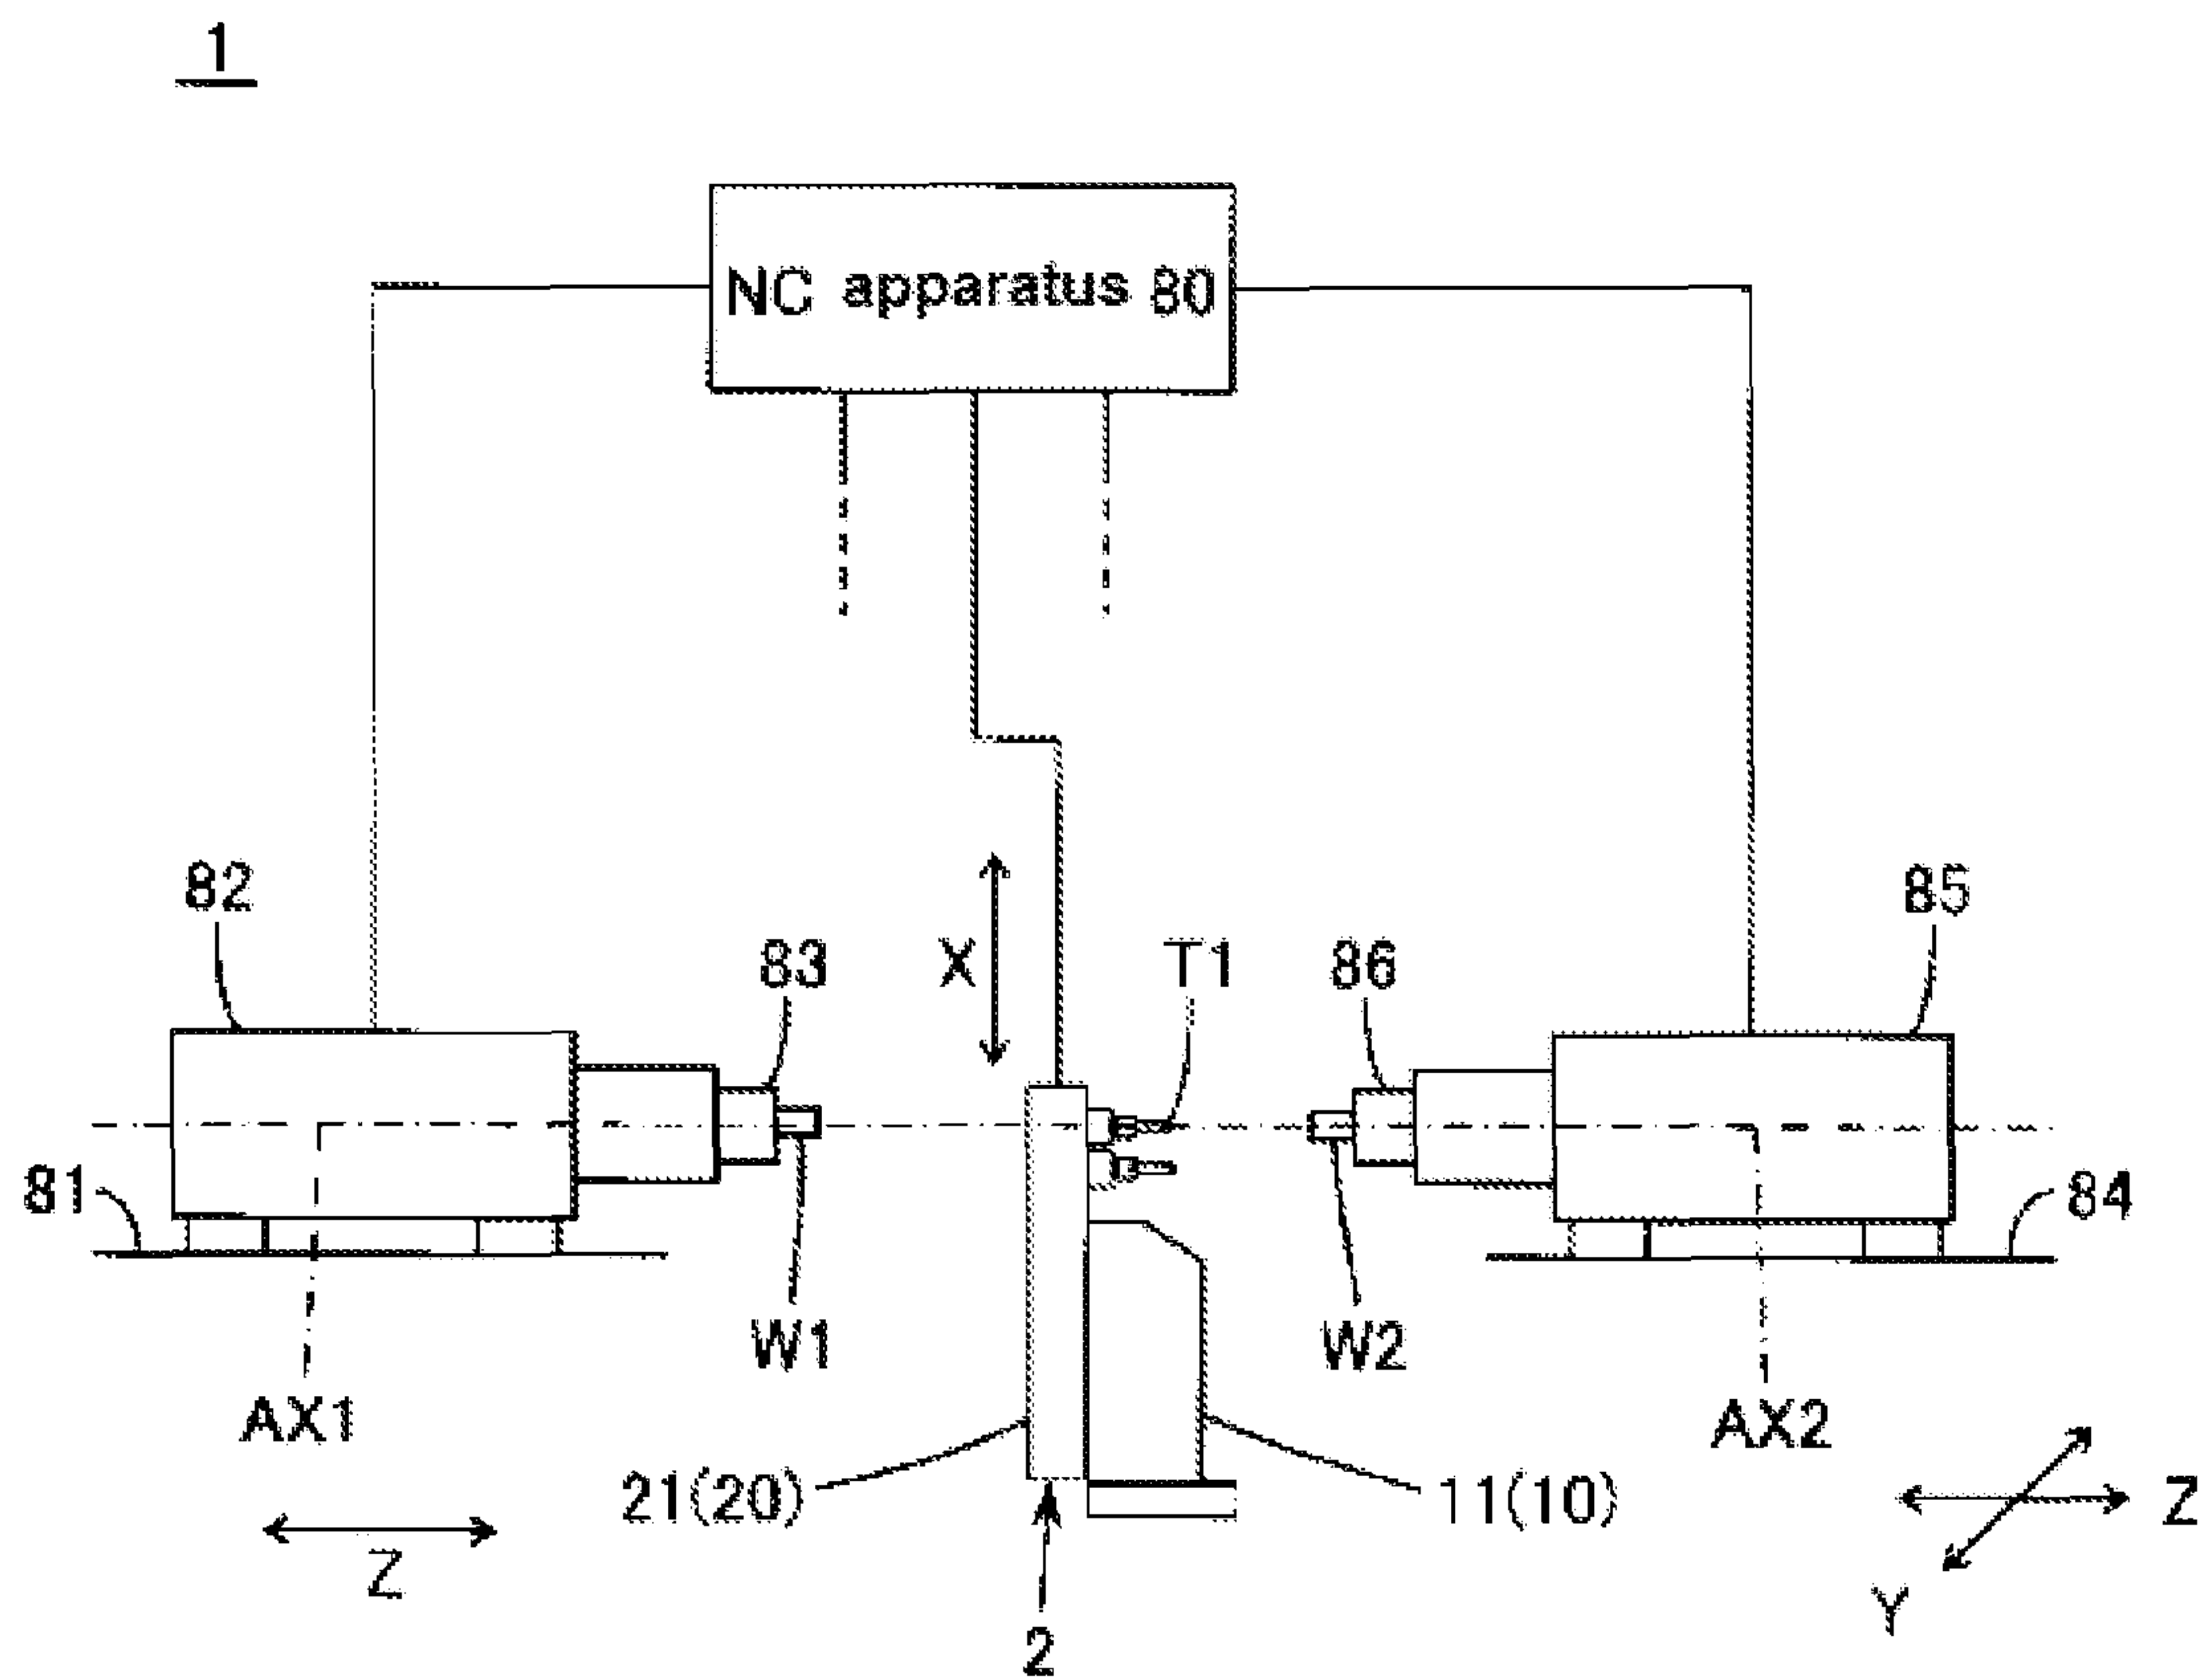 1
NC apparatus 80
82
83
X
T1
86
85
81
84
W1
W2
AX1
AX2
21(20)
11(10)
Z
Z
Y
2